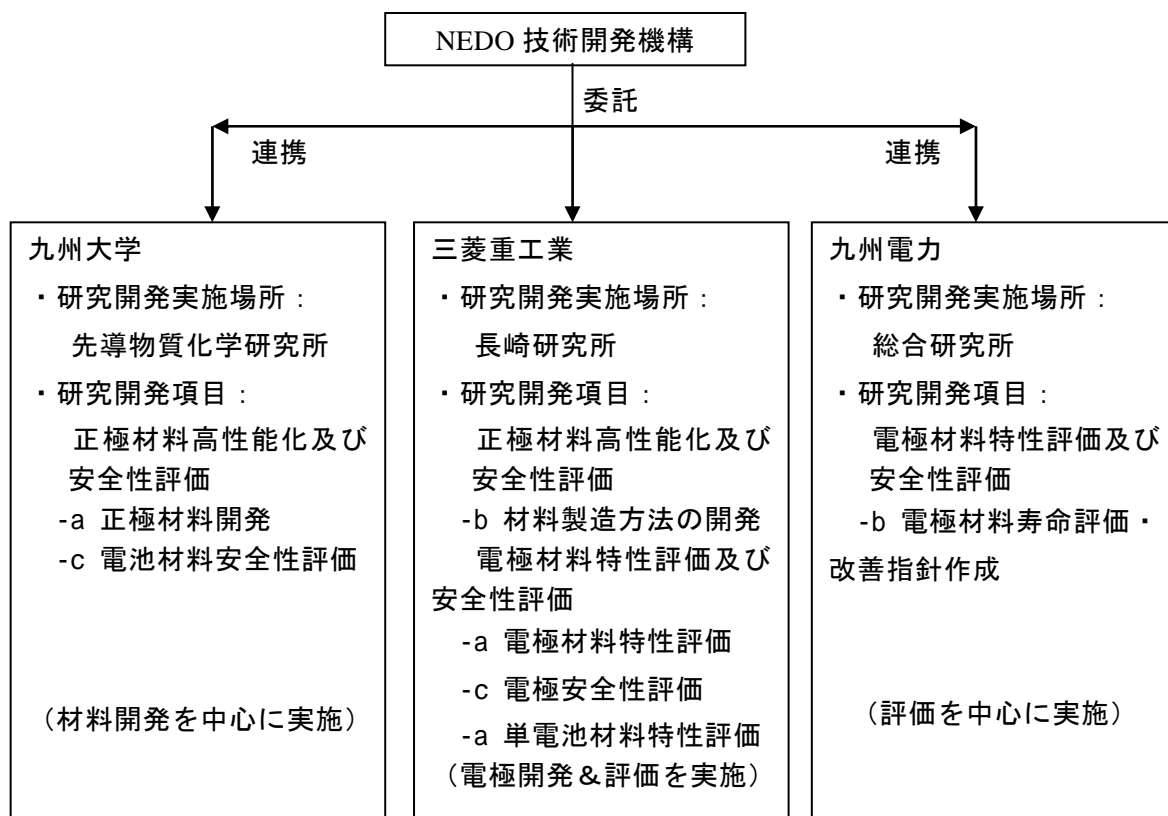 NEDO 技術開発機構
委託
連携
連携
九州大学
・研究開発実施場所：
先導物質化学研究所
・研究開発項目：
正極材料高性能化及び
安全性評価
-a 正極材料開発
-c 電池材料安全性評価
（材料開発を中心に実施）
三菱重工業
・研究開発実施場所：
長崎研究所
・研究開発項目：
正極材料高性能化及び
安全性評価
-b 材料製造方法の開発
電極材料特性評価及び
安全性評価
-a 電極材料特性評価
-c 電極安全性評価
-a 単電池材料特性評価
（電極開発＆評価を実施）
九州電力
・研究開発実施場所：
総合研究所
・研究開発項目：
電極材料特性評価及び
安全性評価
-b 電極材料寿命評価・
改善指針作成
（評価を中心に実施）